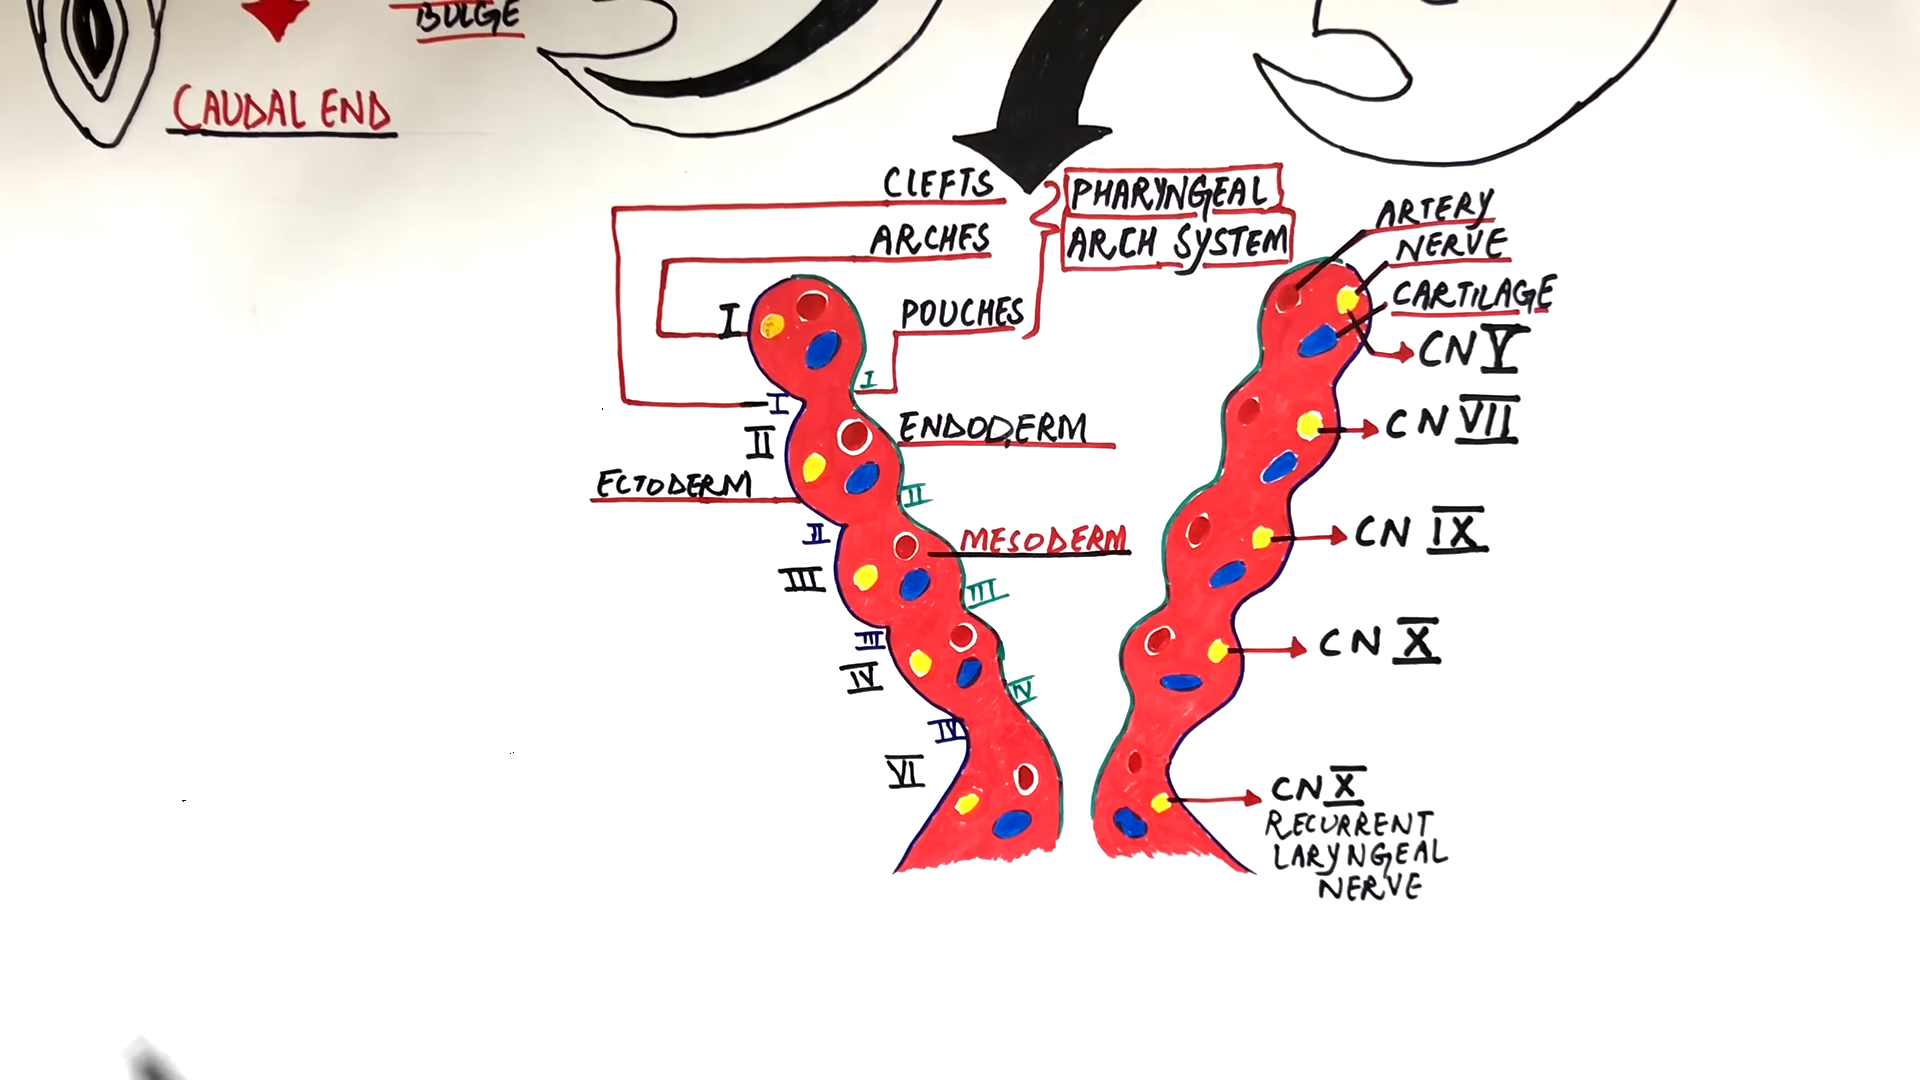 BULGE
CAUDAL END
CLEFTS
ARCHES
POUCHES
PHARYNGEAL
ARCH SYSTEM
ARTERY
NERVE
CARTILAGE
I
I
I
II
ENDODERM
ECTODERM
II
II
MESODERM
III
III
III
IV
IV
IV
VI
CN V
CN VII
CN IX
CN X
CN X
RECURRENT
LARYNGEAL
NERVE